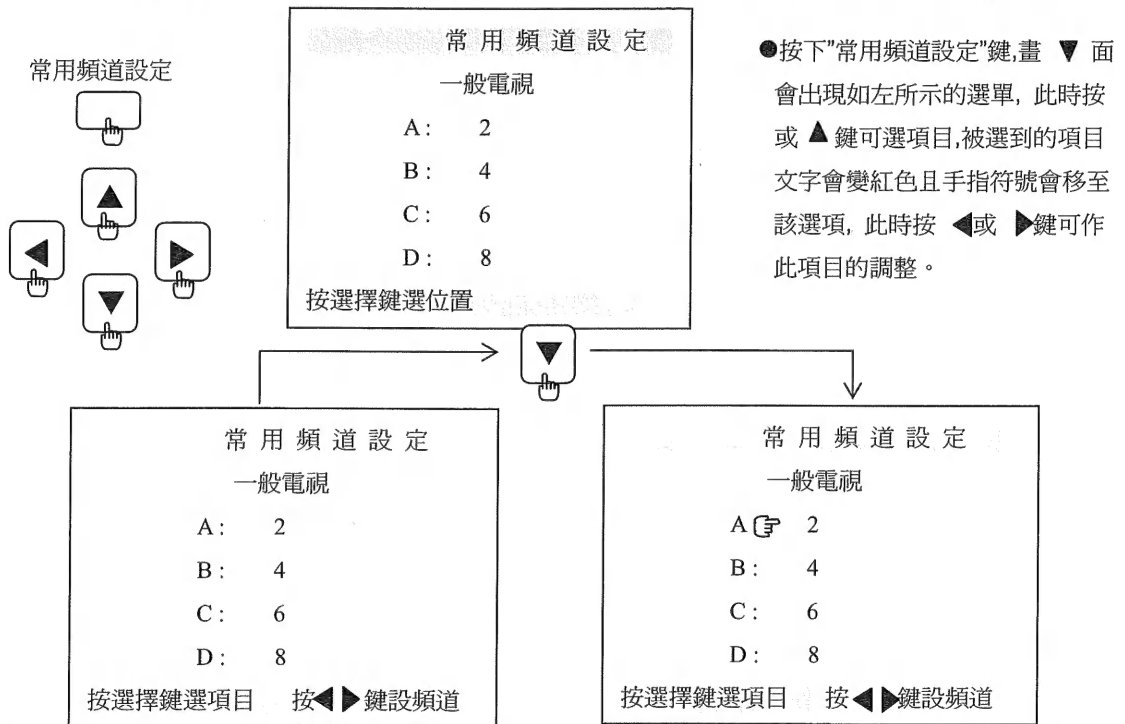 常用頻道設定
常用頻道設定
一般電視
A: 2
B: 4
C: 6
D: 8
按選擇鍵選位置
●按下"常用頻道設定"鍵,畫 ▼ 面
會出現如左所示的選單, 此時按
或 ▲ 鍵可選項目,被選到的項目
文字會變紅色且手指符號會移至
該選項, 此時按 ◀或 ▶鍵可作
此項目的調整。
常用頻道設定
一般電視
A: 2
B: 4
C: 6
D: 8
按選擇鍵選項目 按◀ ▶鍵設頻道
常用頻道設定
一般電視
A☞ 2
B: 4
C: 6
D: 8
按選擇鍵選項目 按◀ ▶鍵設頻道